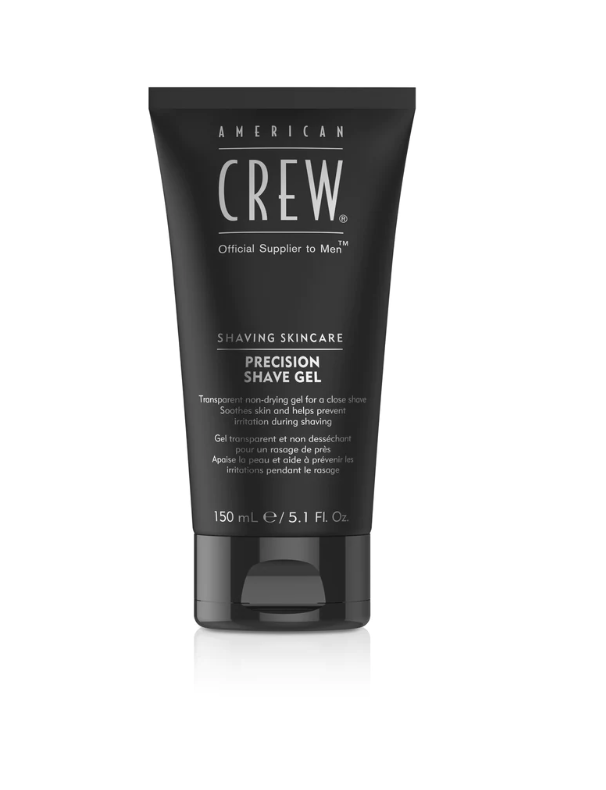 AMERICAN
CREW®
Official Supplier to Men™
SHAVING SKINCARE
PRECISION
SHAVE GEL
Transparent non-drying gel for a close shave
Soothes skin and helps prevent
irritation during shaving
Gel transparent et non desséchant
pour un rasage de près
Apaise la peau et aide à prévenir les
irritations pendant le rasage
150 mL ℮ / 5.1 Fl. Oz.